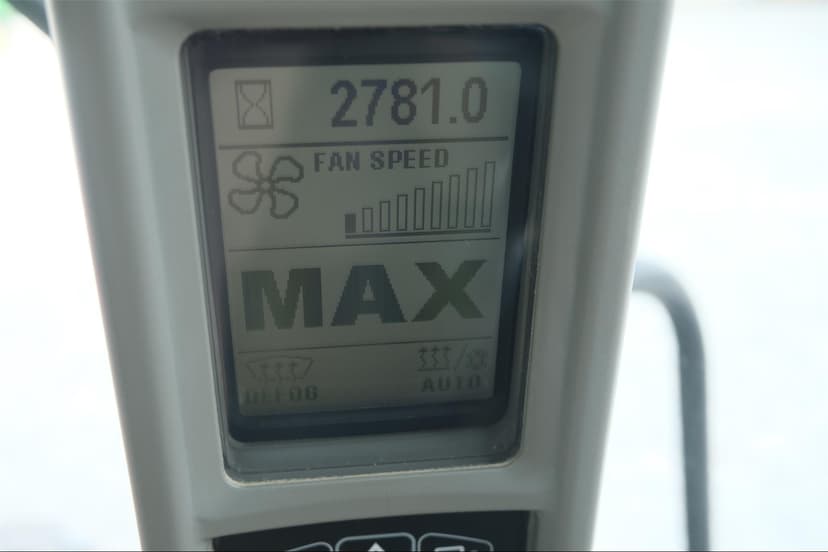 2781.0
FAN SPEED
MAX
DEFOG AUTO